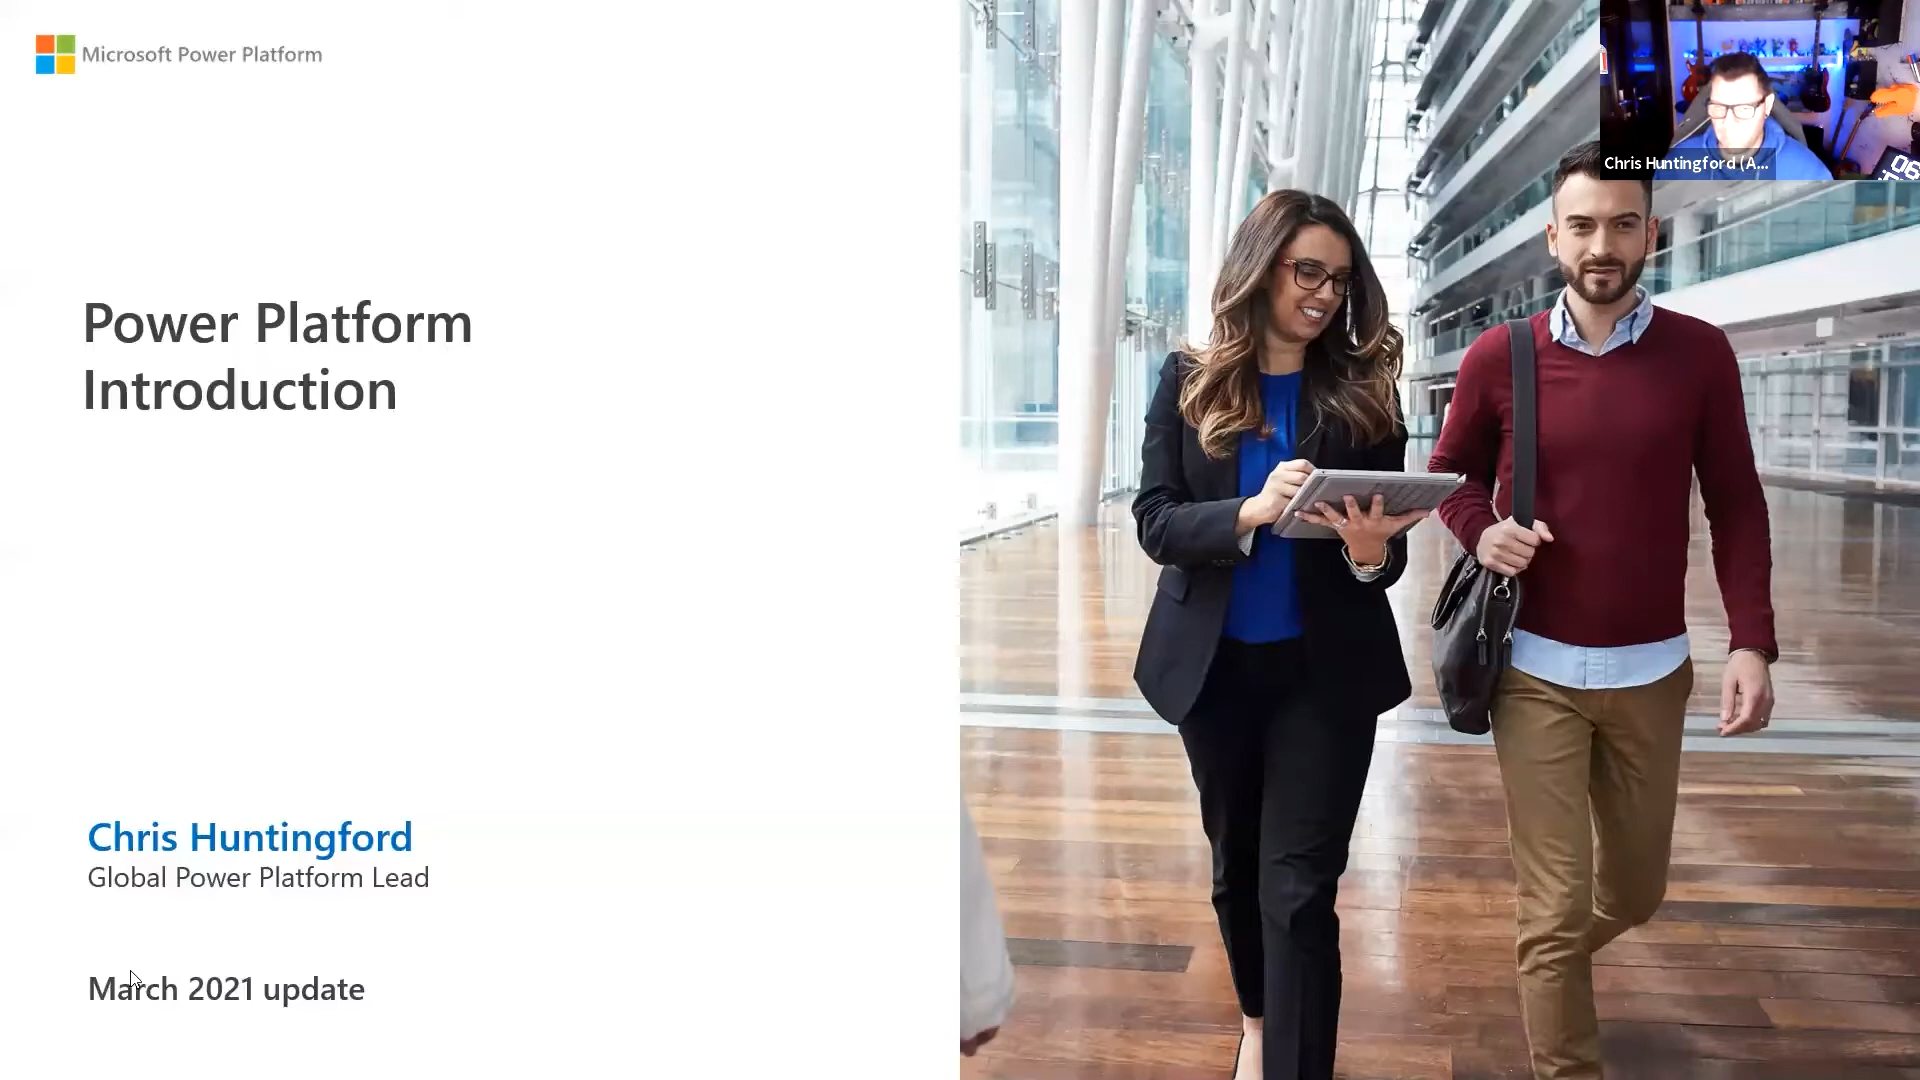 Microsoft Power Platform
Chris Huntingford (A...
Power Platform
Introduction
Chris Huntingford
Global Power Platform Lead
March 2021 update